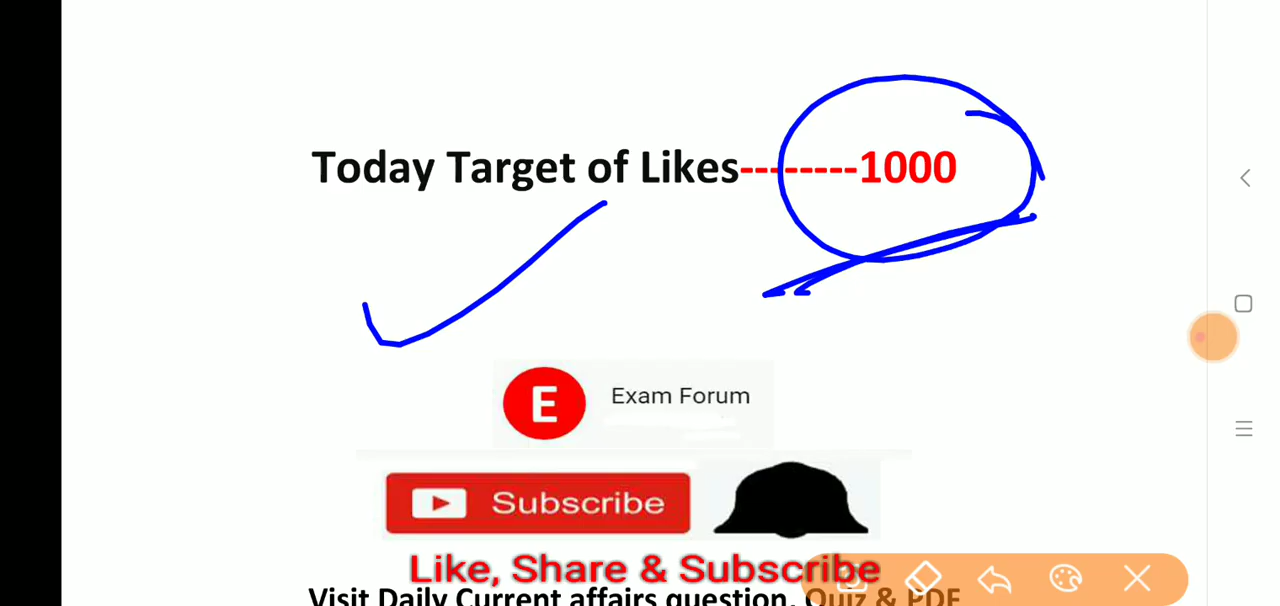 Today Target of Likes--------1000
E
Exam Forum
Subscribe
Like, Share & Subscribe
Visit Daily Current affairs question, Quiz & PDF